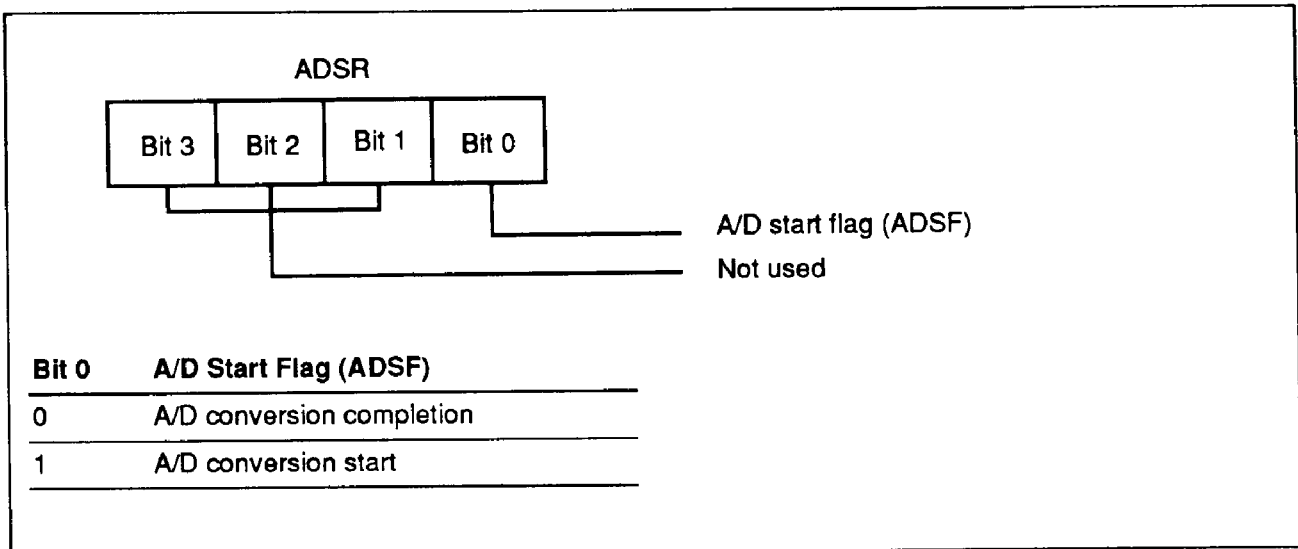 ADSR
Bit 3 Bit 2 Bit 1 Bit 0
A/D start flag (ADSF)
Not used
Bit 0 A/D Start Flag (ADSF)
0 A/D conversion completion
1 A/D conversion start